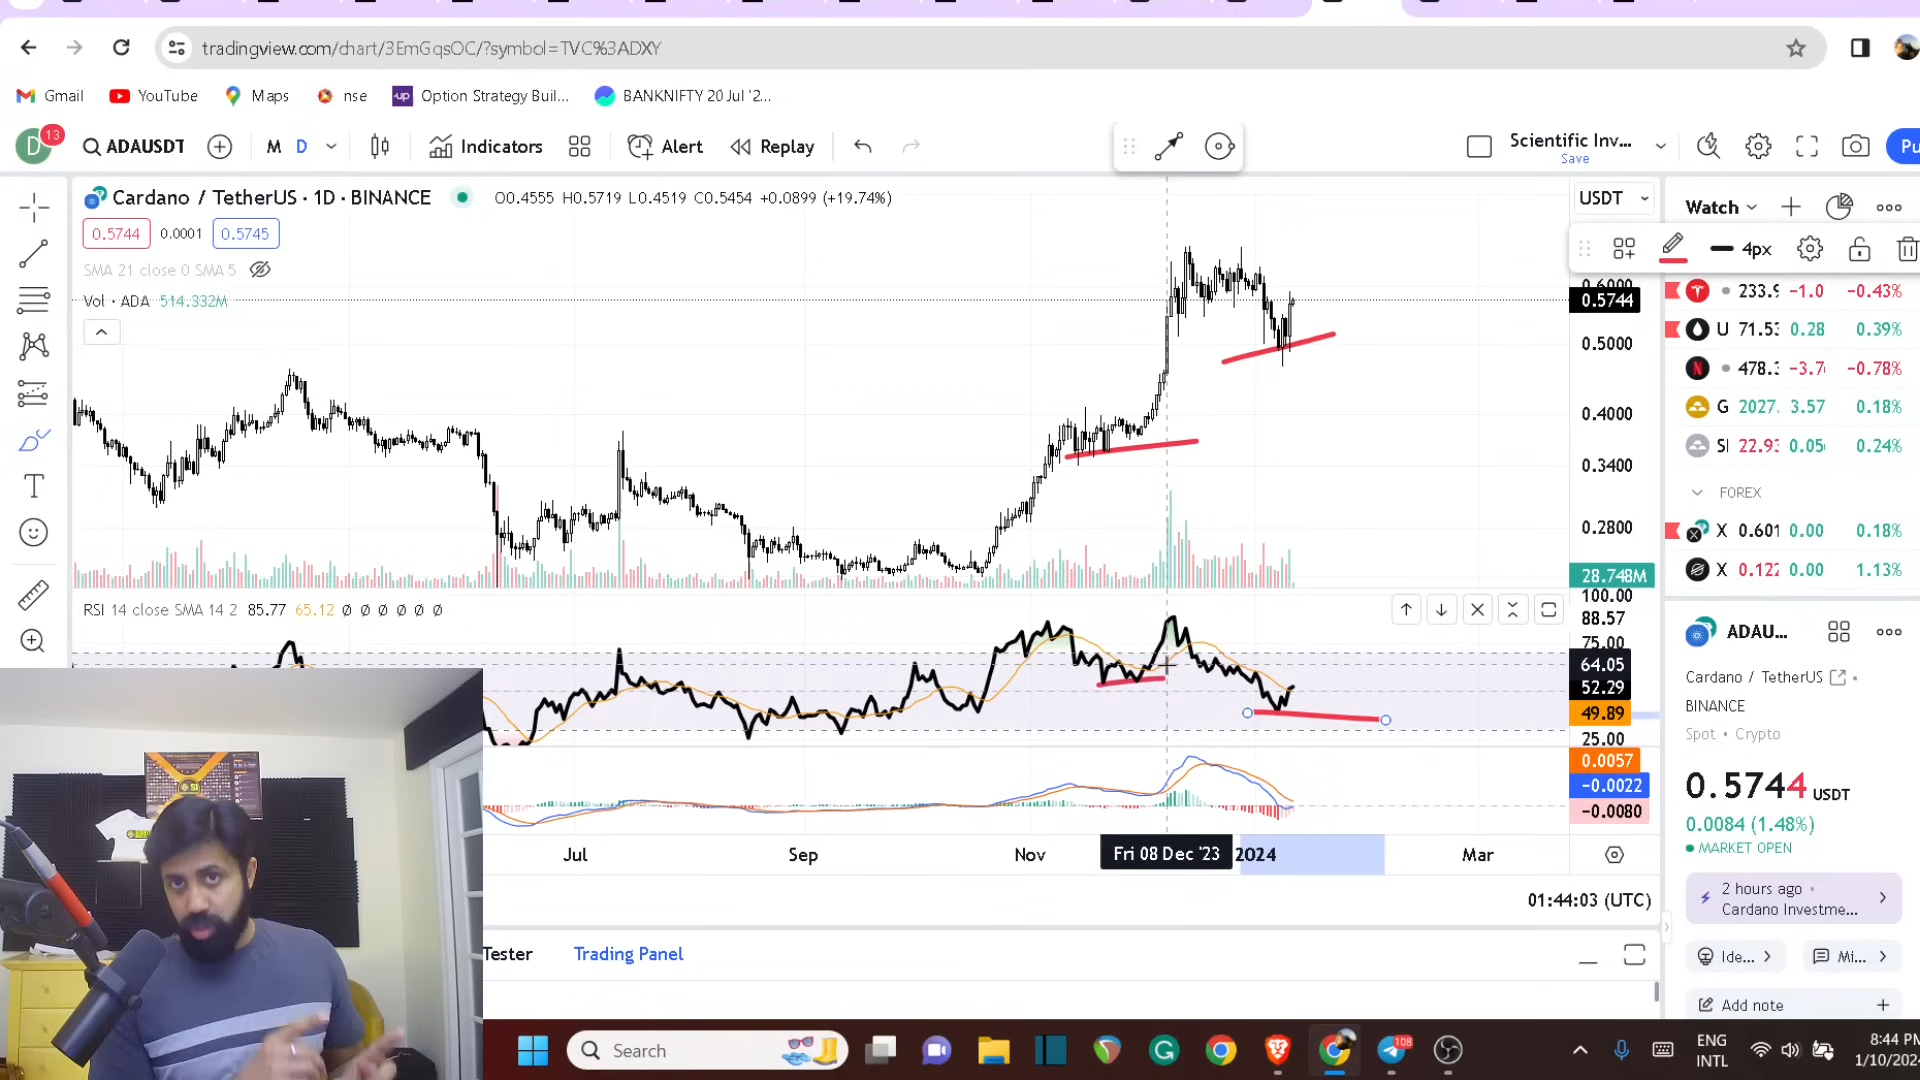 tradingview.com/chart/3EmGqsOC/?symbol=TVC%3ADXY
Gmail YouTube Maps nse Option Strategy Buil... BANKNIFTY 20 Jul '2...
D 13 ADAUSDT M D Indicators Alert Replay Scientific Inv... Save Pu
Cardano / TetherUS · 1D · BINANCE O0.4555 H0.5719 L0.4519 C0.5454 +0.0899 (+19.74%)
0.5744 0.0001 0.5745
SMA 21 close 0 SMA 5
Vol · ADA 514.332M
USDT
0.6000
0.5744
0.5000
0.4000
0.3400
0.2800
28.748M
RSI 14 close SMA 14 2 85.77 65.12 ∅ ∅ ∅ ∅ ∅ ∅
100.00
88.57
75.00
64.05
52.29
49.89
25.00
0.0057
−0.0022
−0.0080
Jul Sep Nov Fri 08 Dec '23 2024 Mar
01:44:03 (UTC)
Tester Trading Panel
Watch
4px
233.9 −1.0 −0.43%
U 71.53 0.28 0.39%
478.3 −3.7 −0.78%
G 2027. 3.57 0.18%
SI 22.93 0.05 0.24%
FOREX
X 0.601 0.00 0.18%
X 0.122 0.00 1.13%
ADAU...
Cardano / TetherUS
BINANCE
Spot • Crypto
0.5744 USDT
0.0084 (1.48%)
MARKET OPEN
2 hours ago •
Cardano Investme...
Ide... Mi...
Add note
Search
108
ENG
INTL
8:44 PM
1/10/2024